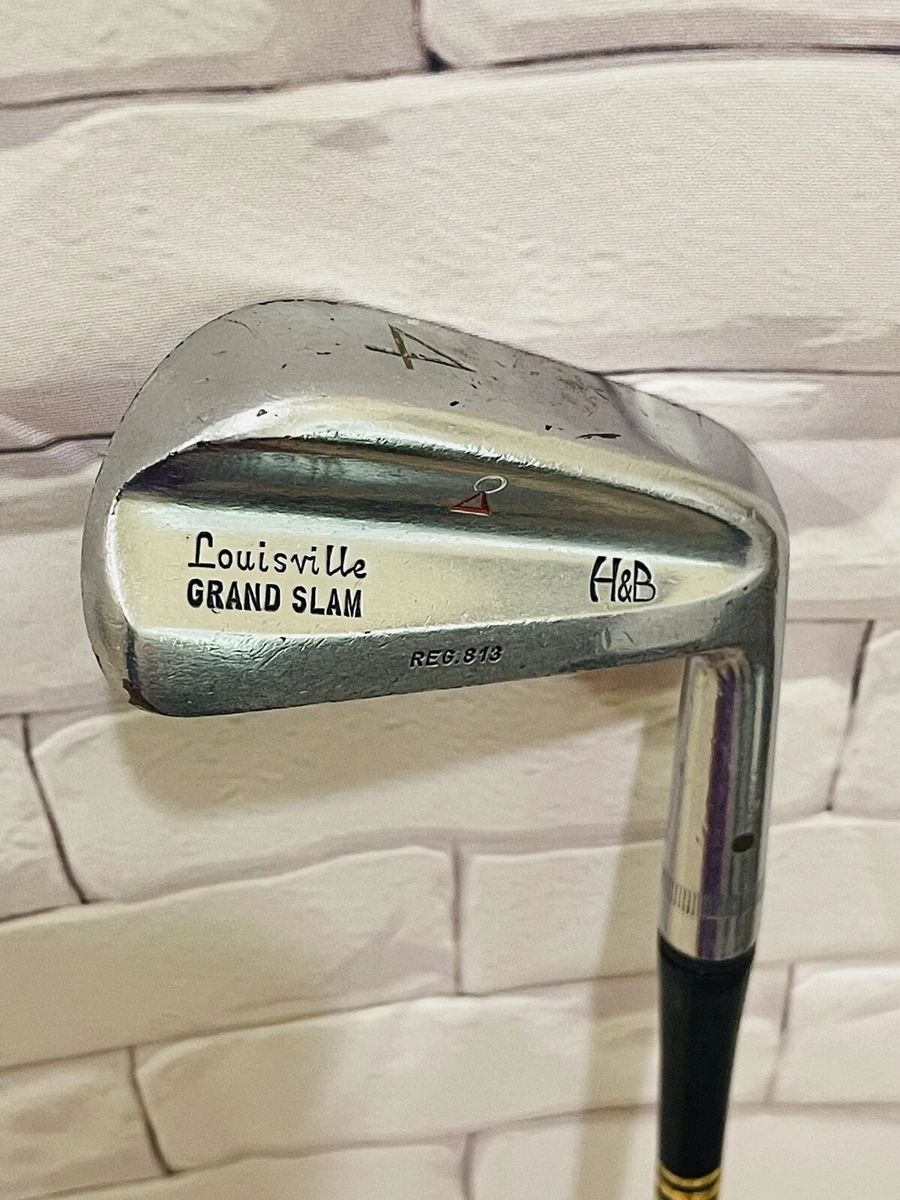 4
Louisville
GRAND SLAM
H&B
REG.813